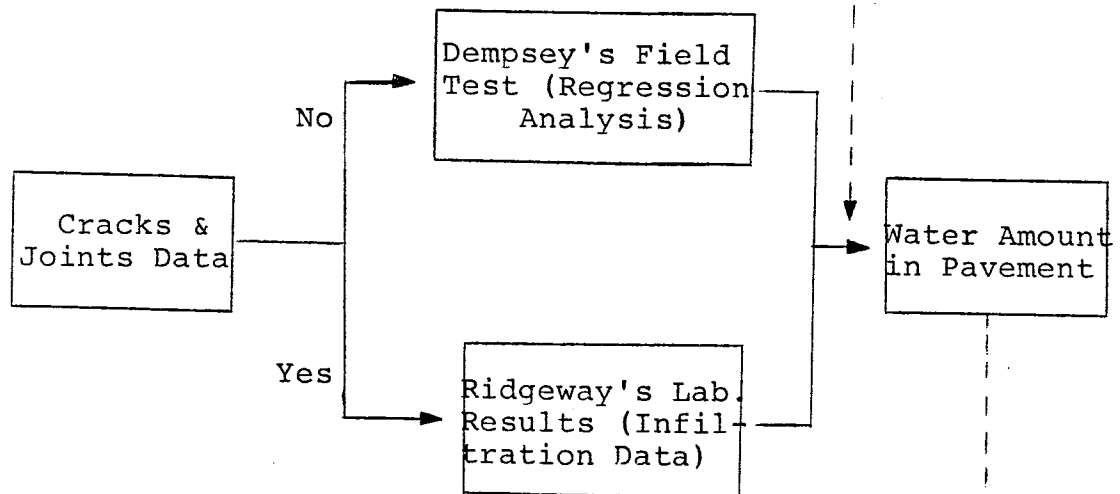 Dempsey's Field
Test (Regression
Analysis)
No
Cracks &
Joints Data
Water Amount
in Pavement
Yes
Ridgeway's Lab.
Results (Infil-
tration Data)